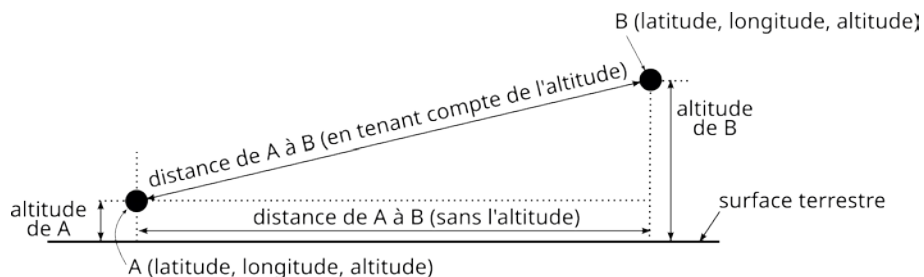 B (latitude, longitude, altitude)
distance de A à B (en tenant compte de l'altitude)
altitude
de B
altitude
de A
distance de A à B (sans l'altitude)
surface terrestre
A (latitude, longitude, altitude)